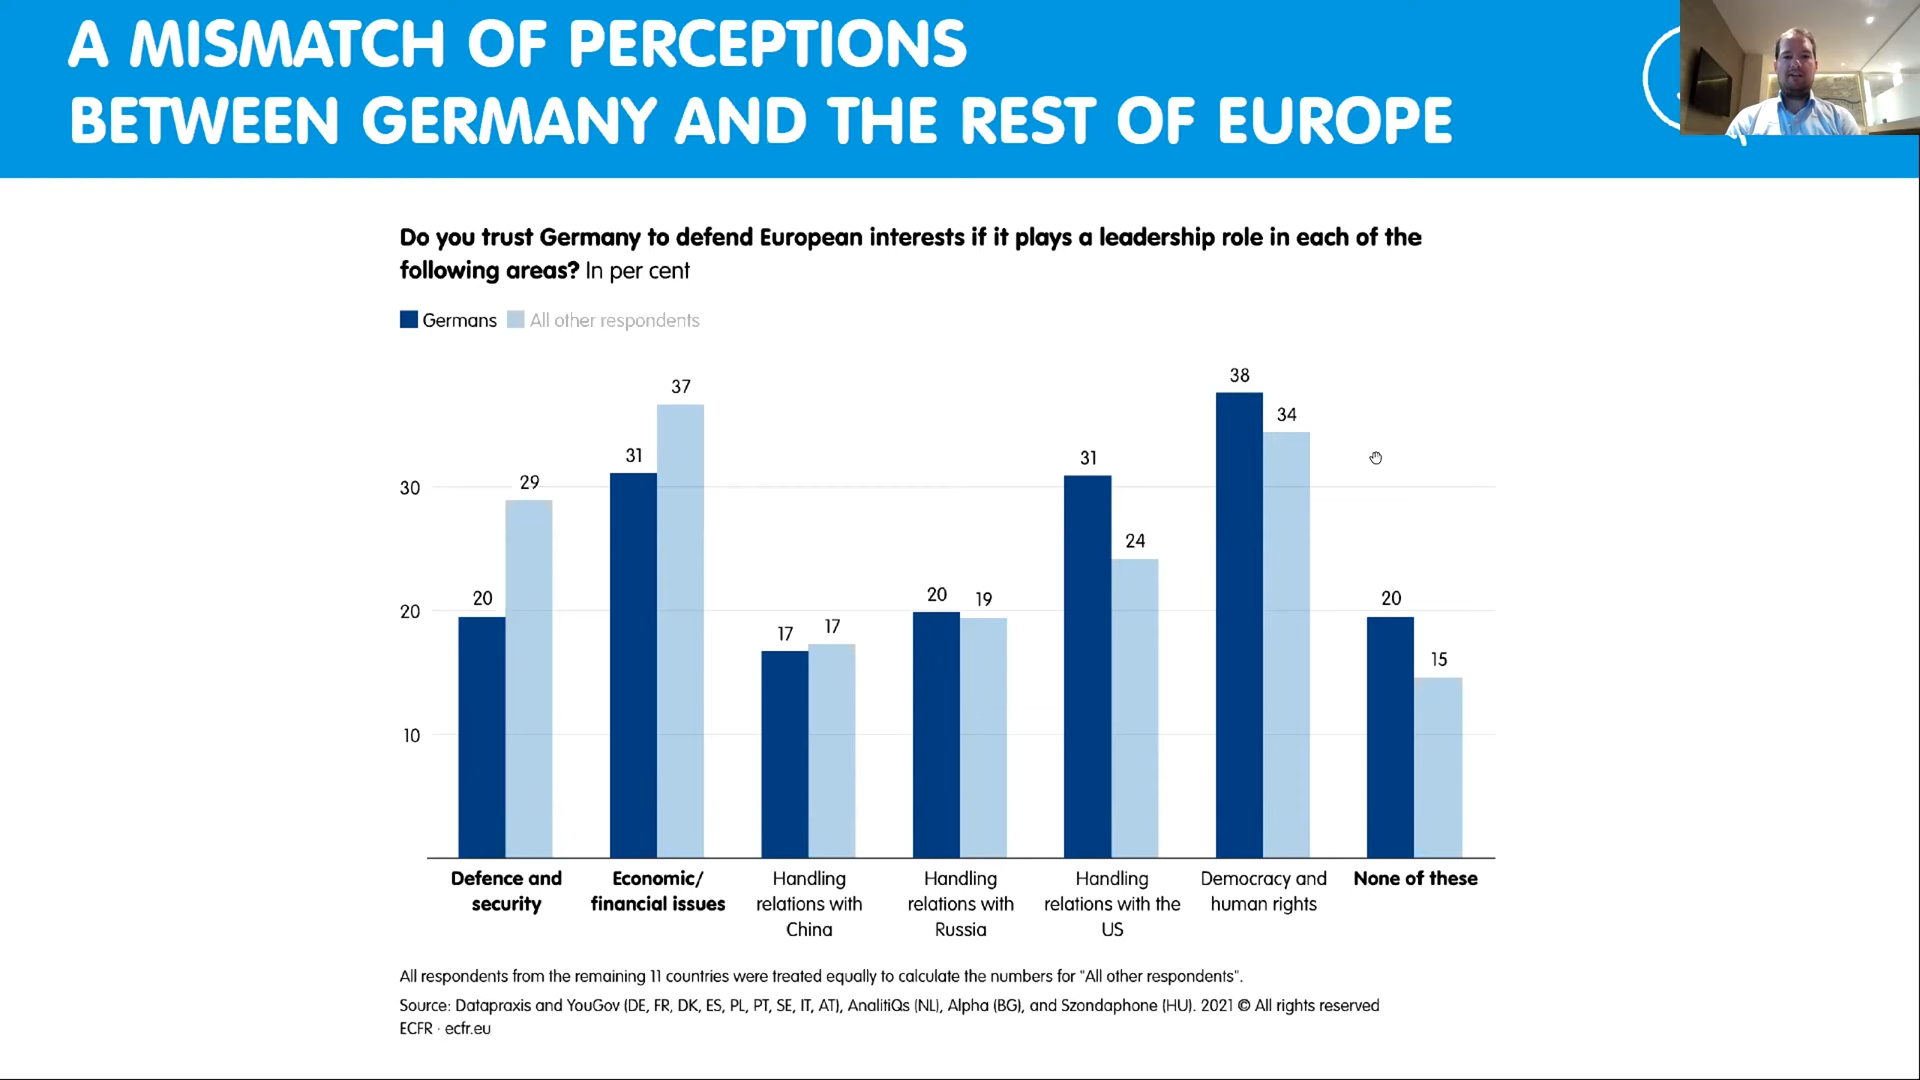 A MISMATCH OF PERCEPTIONS
BETWEEN GERMANY AND THE REST OF EUROPE
Do you trust Germany to defend European interests if it plays a leadership role in each of the
following areas? In per cent
Germans All other respondents
38
37
34
31
31
30
29
24
20
20
20
19
20
17
17
15
10
Defence and
security
Economic/
financial issues
Handling
relations with
China
Handling
relations with
Russia
Handling
relations with the
US
Democracy and
human rights
None of these
All respondents from the remaining 11 countries were treated equally to calculate the numbers for "All other respondents".
Source: Datapraxis and YouGov (DE, FR, DK, ES, PL, PT, SE, IT, AT), AnalitiQs (NL), Alpha (BG), and Szondaphone (HU). 2021 © All rights reserved
ECFR · ecfr.eu